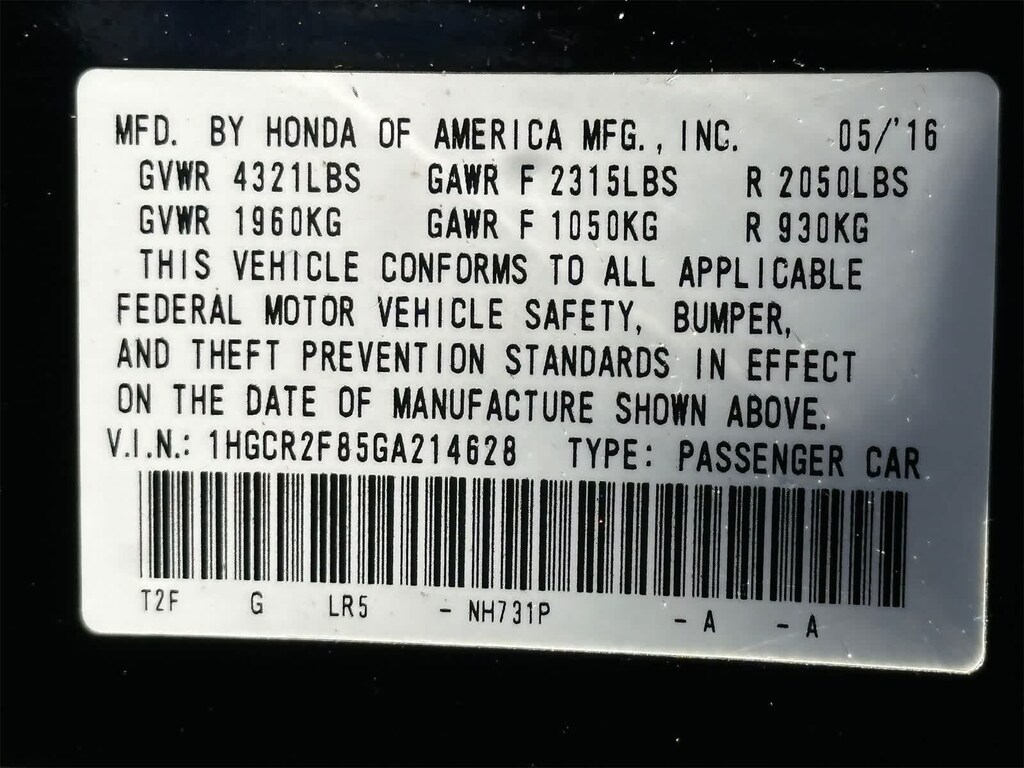 MFD. BY HONDA OF AMERICA MFG., INC. 05/'16
GVWR 4321LBS GAWR F 2315LBS R 2050LBS
GVWR 1960KG GAWR F 1050KG R 930KG
THIS VEHICLE CONFORMS TO ALL APPLICABLE
FEDERAL MOTOR VEHICLE SAFETY, BUMPER,
AND THEFT PREVENTION STANDARDS IN EFFECT
ON THE DATE OF MANUFACTURE SHOWN ABOVE.
V.I.N.: 1HGCR2F85GA214628 TYPE: PASSENGER CAR
T2F G LR5 - NH731P - A - A